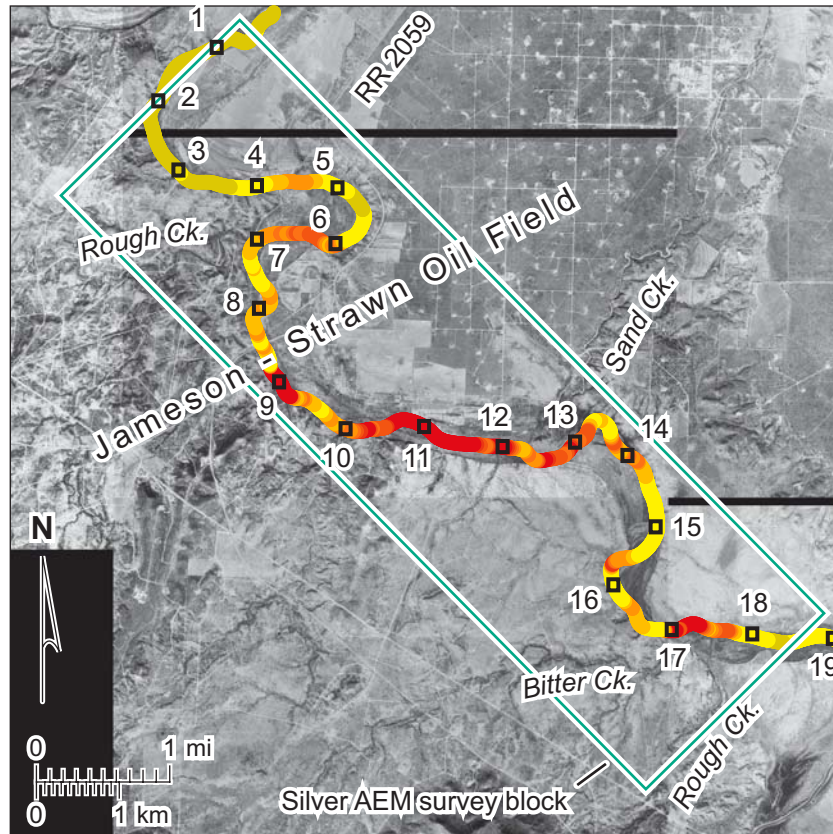 1
RR 2059
2
3
4
5
Rough Ck.
6
7
Jameson - Strawn Oil Field
8
Sand Ck.
9
10
11
12
13
14
N
15
16
17
18
19
Bitter Ck.
Rough Ck.
0 1 mi
0 1 km
Silver AEM survey block